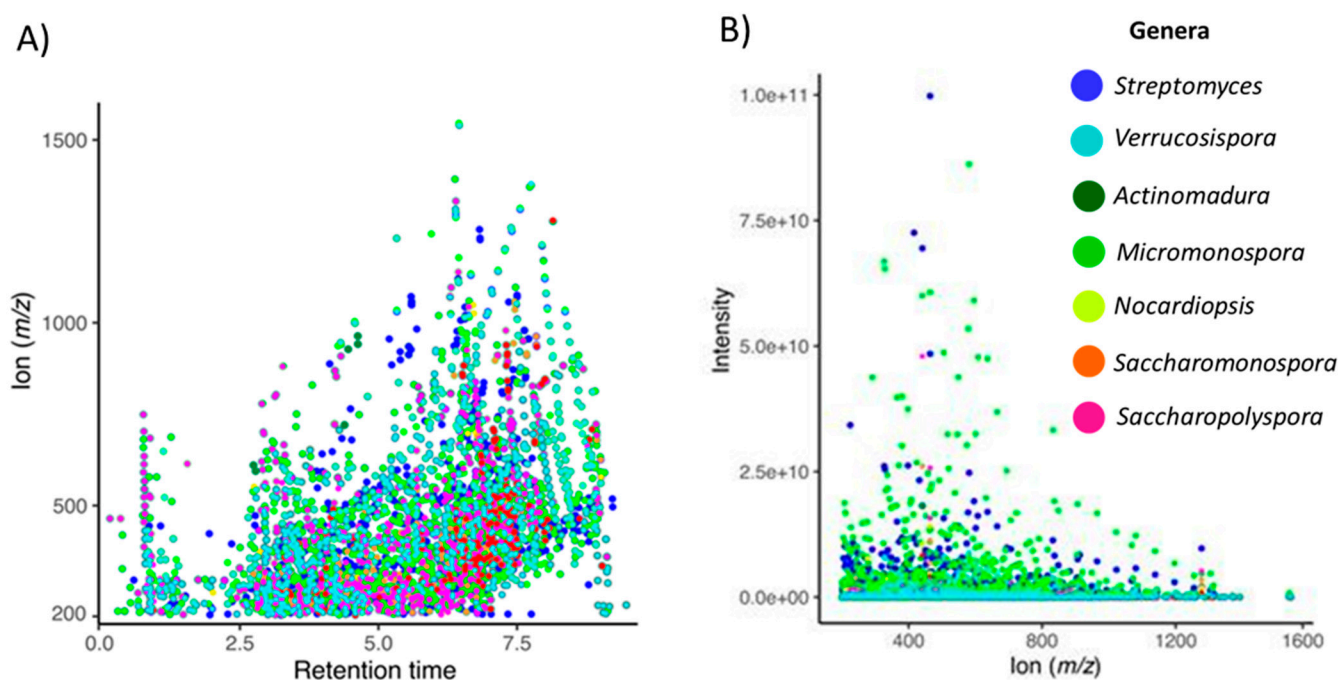 A)
Ion (m/z)
1500
1000
500
200
0.0 2.5 5.0 7.5
Retention time
B)
Intensity
1.0e+11
7.5e+10
5.0e+10
2.5e+10
0.0e+00
400 800 1200 1600
Ion (m/z)
Genera
Streptomyces
Verrucosispora
Actinomadura
Micromonospora
Nocardiopsis
Saccharomonospora
Saccharopolyspora